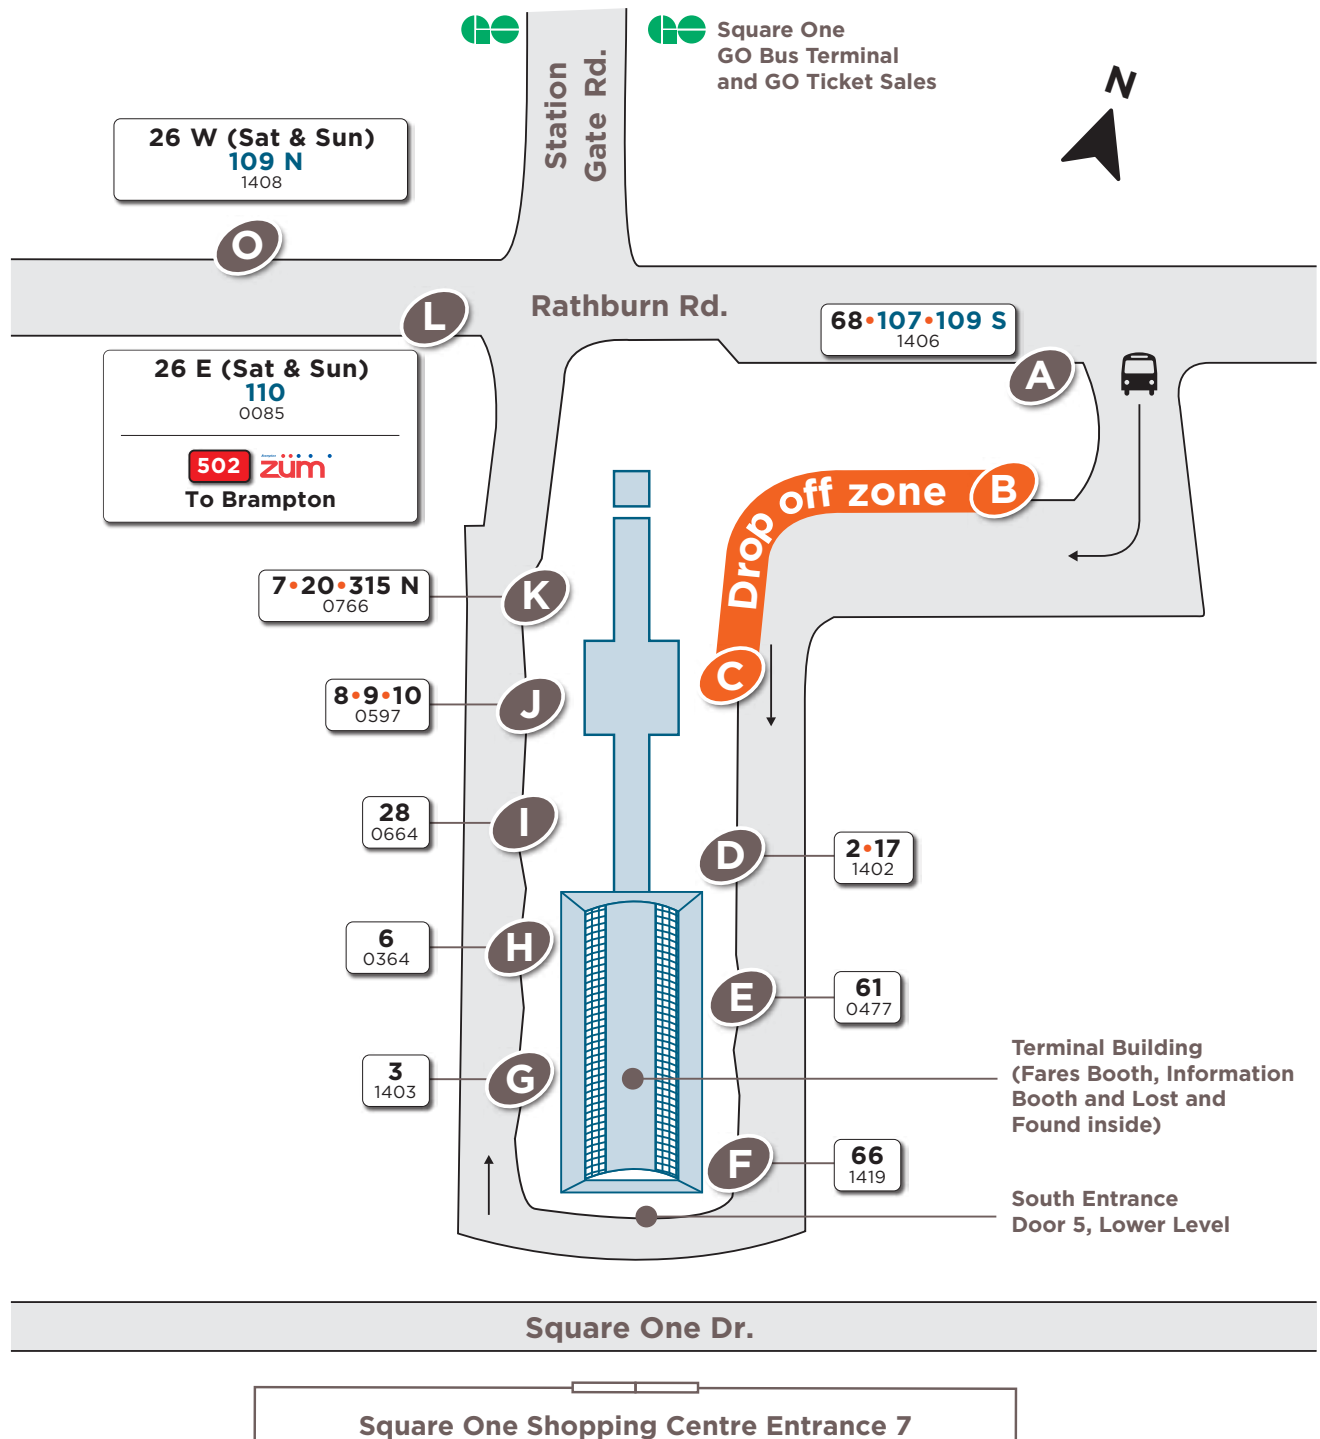 GO
GO
Square One
GO Bus Terminal
and GO Ticket Sales
Station
Gate Rd.
N
26 W (Sat & Sun)
109 N
1408
O
L
Rathburn Rd.
68•107•109 S
1406
A
26 E (Sat & Sun)
110
0085
502 züm
To Brampton
Drop off zone
B
C
7•20•315 N
0766
K
8•9•10
0597
J
28
0664
I
D
2•17
1402
6
0364
H
E
61
0477
3
1403
G
Terminal Building
(Fares Booth, Information
Booth and Lost and
Found inside)
F
66
1419
South Entrance
Door 5, Lower Level
Square One Dr.
Square One Shopping Centre Entrance 7